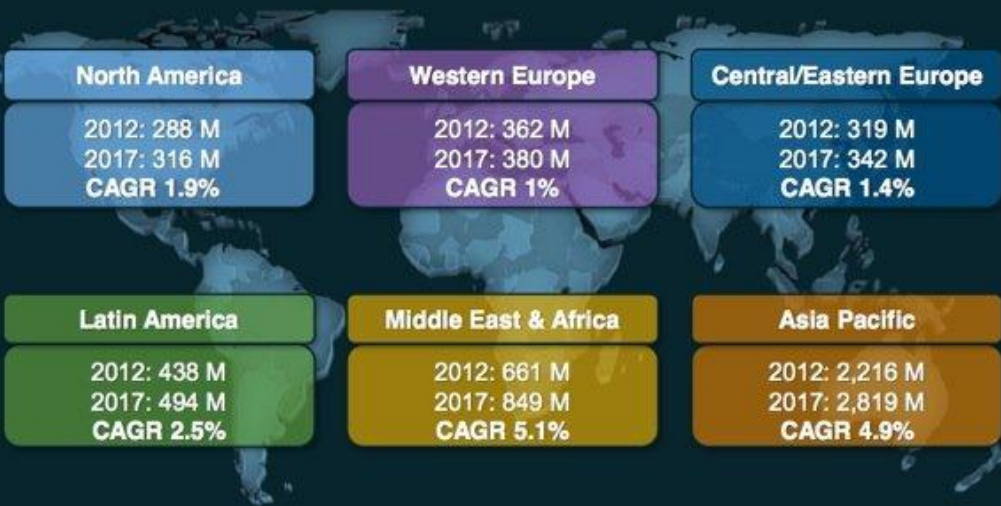 North America
2012: 288 M
2017: 316 M
CAGR 1.9%
Western Europe
2012: 362 M
2017: 380 M
CAGR 1%
Central/Eastern Europe
2012: 319 M
2017: 342 M
CAGR 1.4%
Latin America
2012: 438 M
2017: 494 M
CAGR 2.5%
Middle East & Africa
2012: 661 M
2017: 849 M
CAGR 5.1%
Asia Pacific
2012: 2,216 M
2017: 2,819 M
CAGR 4.9%